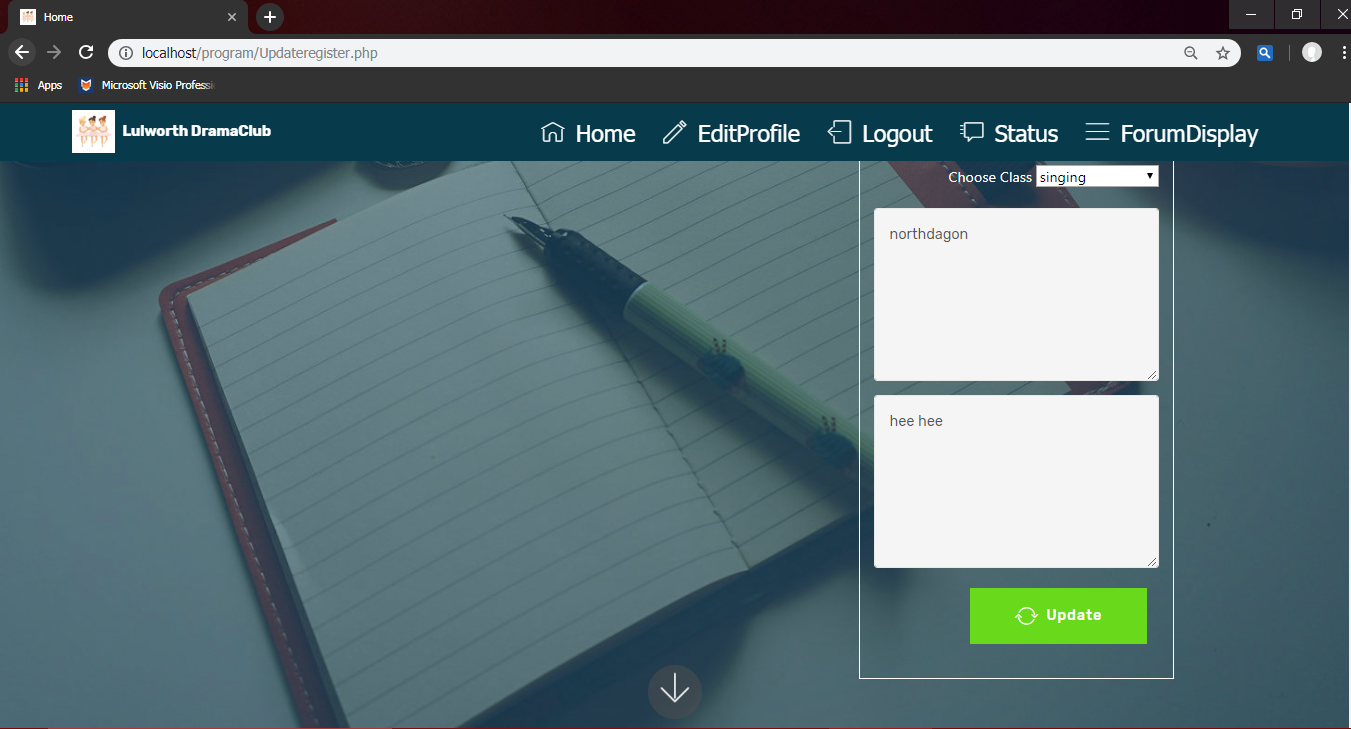 Home
localhost/program/Updateregister.php
Apps
Microsoft Visio Professi
Lulworth DramaClub
Home
EditProfile
Logout
Status
ForumDisplay
Choose Class singing
northdagon
hee hee
Update